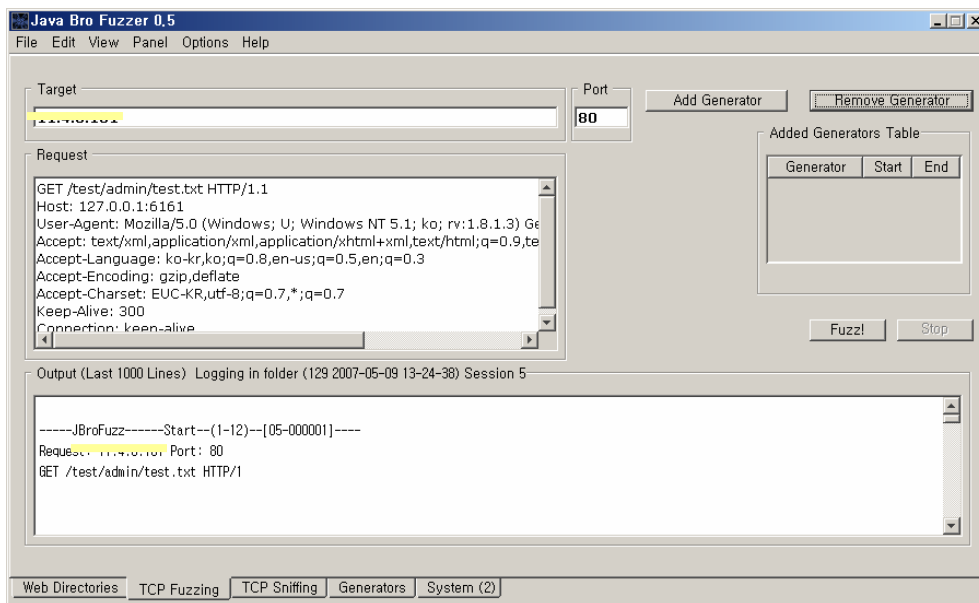 Java Bro Fuzzer 0,5
File Edit View Panel Options Help
Target
Port
80
Add Generator
Remove Generator
Added Generators Table
Generator Start End
Request
GET /test/admin/test.txt HTTP/1.1
Host: 127.0.0.1:6161
User-Agent: Mozilla/5.0 (Windows; U; Windows NT 5.1; ko; rv:1.8.1.3) Ge
Accept: text/xml,application/xml,application/xhtml+xml,text/html;q=0.9,te
Accept-Language: ko-kr,ko;q=0.8,en-us;q=0.5,en;q=0.3
Accept-Encoding: gzip,deflate
Accept-Charset: EUC-KR,utf-8;q=0.7,*;q=0.7
Keep-Alive: 300
Connection: keep-alive
Fuzz!
Stop
Output (Last 1000 Lines) Logging in folder (129 2007-05-09 13-24-38) Session 5
-----JBroFuzz------Start--(1-12)--[05-000001]----
Request: Port: 80
GET /test/admin/test.txt HTTP/1
Web Directories TCP Fuzzing TCP Sniffing Generators System (2)